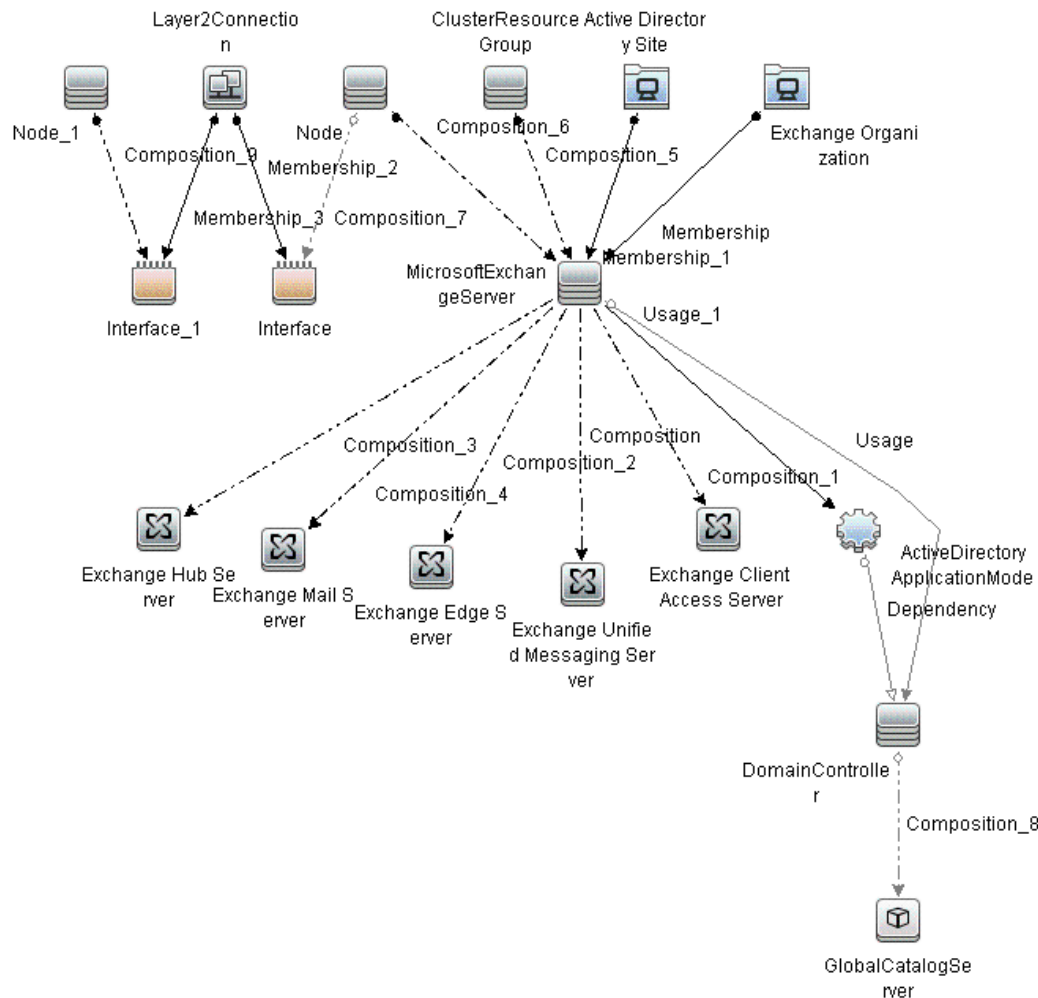 Layer2Connectio
n
ClusterResource
Group
Active Director
y Site
Node_1
Node
Exchange Organi
zation
Composition_9
Membership_2
Composition_6
Composition_5
Membership_3
Composition_7
Membership
Membership_1
MicrosoftExchan
geServer
Interface_1
Interface
Usage_1
Usage
Composition_3
Composition
Composition_2
Composition_1
Composition_4
Exchange Hub Se
rver
Exchange Mail S
erver
Exchange Edge S
erver
Exchange Unifie
d Messaging Ser
ver
Exchange Client
Access Server
ActiveDirectory
ApplicationMode
Dependency
DomainControlle
r
Composition_8
GlobalCatalogSe
rver